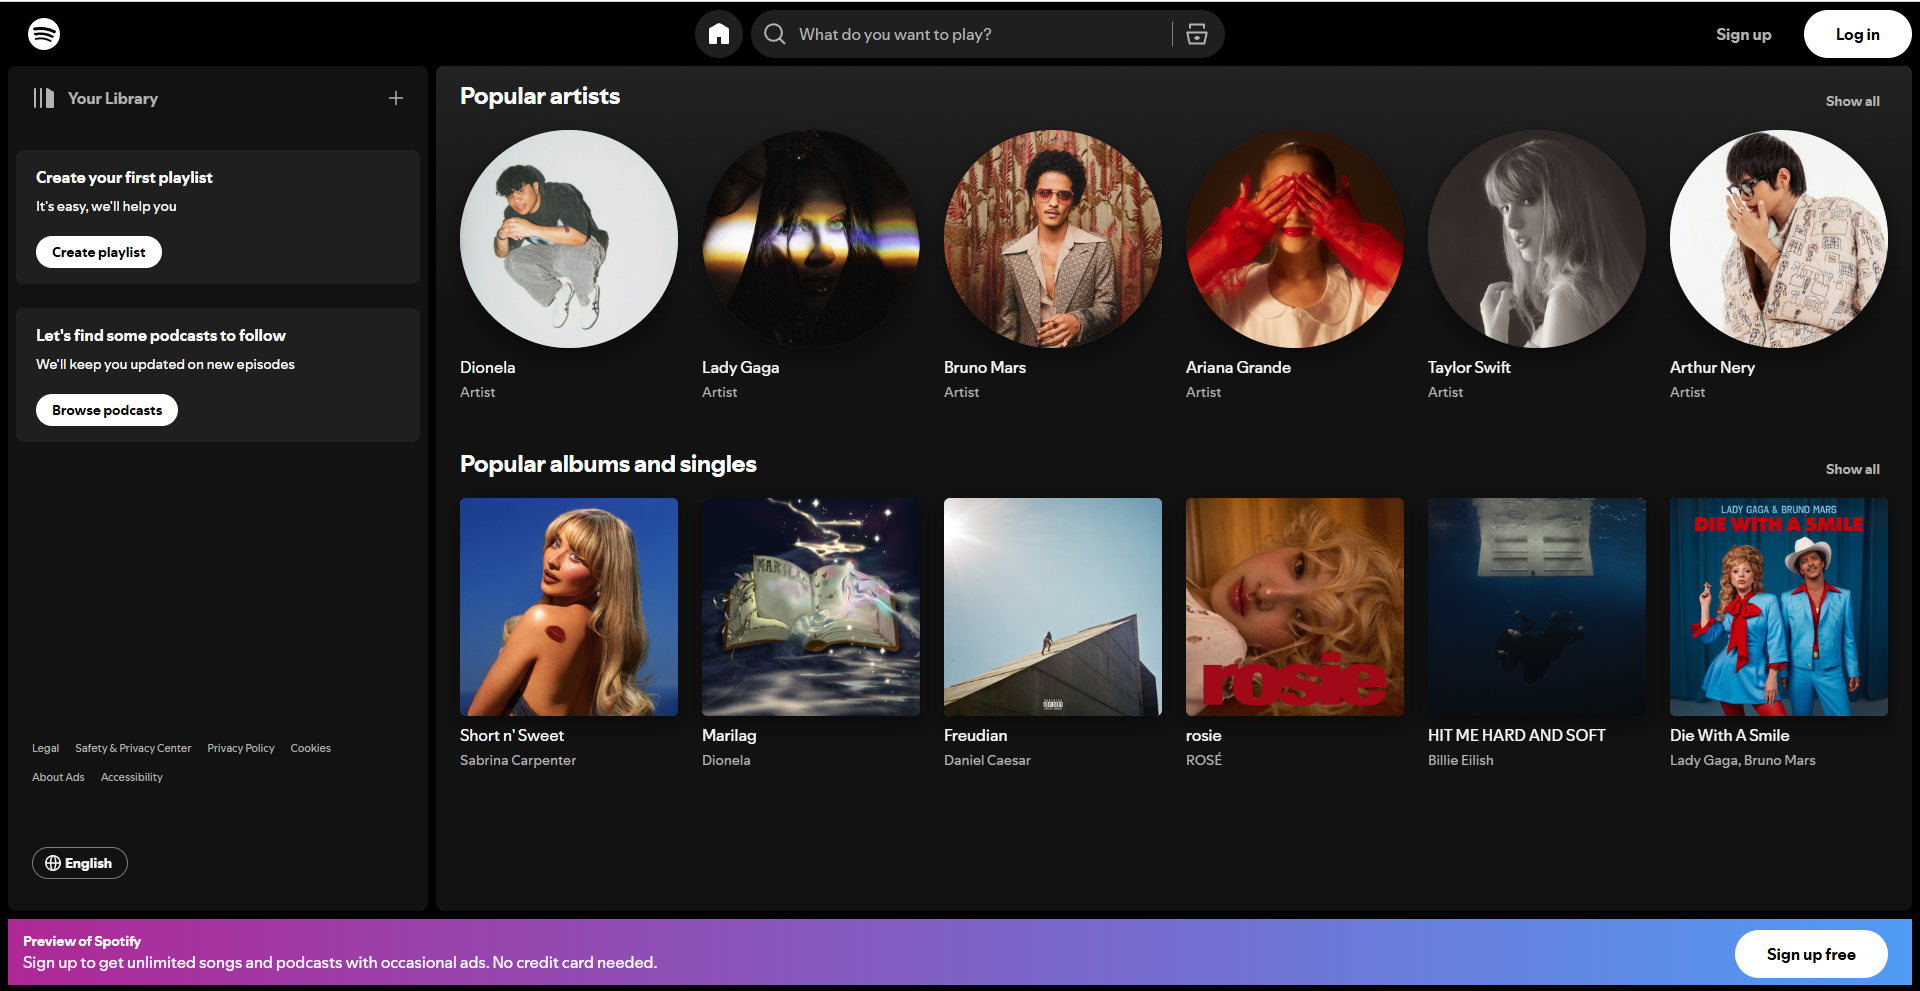 What do you want to play?
Sign up
Log in
Your Library
Create your first playlist
It's easy, we'll help you
Create playlist
Let's find some podcasts to follow
We'll keep you updated on new episodes
Browse podcasts
Legal
Safety & Privacy Center
Privacy Policy
Cookies
About Ads
Accessibility
English
Popular artists
Show all
Dionela
Artist
Lady Gaga
Artist
Bruno Mars
Artist
Ariana Grande
Artist
Taylor Swift
Artist
Arthur Nery
Artist
Popular albums and singles
Show all
Short n' Sweet
Sabrina Carpenter
MARILAG
Marilag
Dionela
Freudian
Daniel Caesar
rosie
rosie
ROSÉ
HIT ME HARD AND SOFT
Billie Eilish
LADY GAGA & BRUNO MARS
DIE WITH A SMILE
Die With A Smile
Lady Gaga, Bruno Mars
Preview of Spotify
Sign up to get unlimited songs and podcasts with occasional ads. No credit card needed.
Sign up free